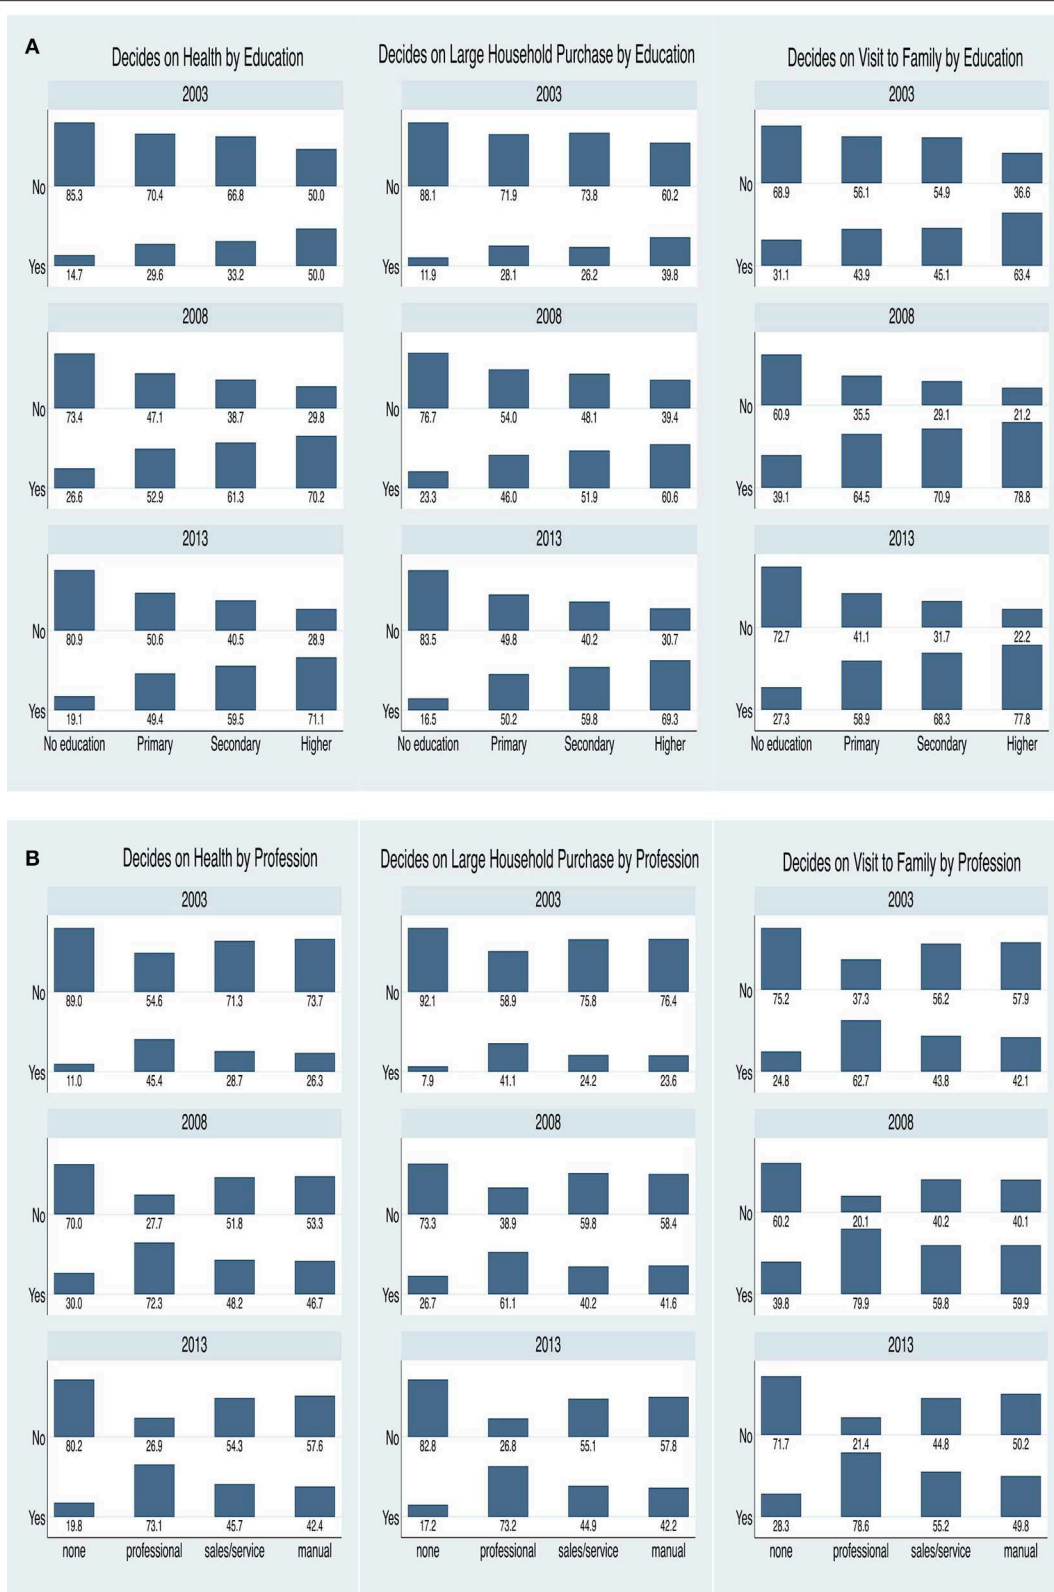 A
Decides on Health by Education
2003
No
85.3 70.4 66.8 50.0
Yes
14.7 29.6 33.2 50.0
2008
No
73.4 47.1 38.7 29.8
Yes
26.6 52.9 61.3 70.2
2013
No
80.9 50.6 40.5 28.9
Yes
19.1 49.4 59.5 71.1
No education Primary Secondary Higher
Decides on Large Household Purchase by Education
2003
No
88.1 71.9 73.8 60.2
Yes
11.9 28.1 26.2 39.8
2008
No
76.7 54.0 48.1 39.4
Yes
23.3 46.0 51.9 60.6
2013
No
83.5 49.8 40.2 30.7
Yes
16.5 50.2 59.8 69.3
No education Primary Secondary Higher
Decides on Visit to Family by Education
2003
No
68.9 56.1 54.9 36.6
Yes
31.1 43.9 45.1 63.4
2008
No
60.9 35.5 29.1 21.2
Yes
39.1 64.5 70.9 78.8
2013
No
72.7 41.1 31.7 22.2
Yes
27.3 58.9 68.3 77.8
No education Primary Secondary Higher
B
Decides on Health by Profession
2003
No
89.0 54.6 71.3 73.7
Yes
11.0 45.4 28.7 26.3
2008
No
70.0 27.7 51.8 53.3
Yes
30.0 72.3 48.2 46.7
2013
No
80.2 26.9 54.3 57.6
Yes
19.8 73.1 45.7 42.4
none professional sales/service manual
Decides on Large Household Purchase by Profession
2003
No
92.1 58.9 75.8 76.4
Yes
7.9 41.1 24.2 23.6
2008
No
73.3 38.9 59.8 58.4
Yes
26.7 61.1 40.2 41.6
2013
No
82.8 26.8 55.1 57.8
Yes
17.2 73.2 44.9 42.2
none professional sales/service manual
Decides on Visit to Family by Profession
2003
No
75.2 37.3 56.2 57.9
Yes
24.8 62.7 43.8 42.1
2008
No
60.2 20.1 40.2 40.1
Yes
39.8 79.9 59.8 59.9
2013
No
71.7 21.4 44.8 50.2
Yes
28.3 78.6 55.2 49.8
none professional sales/service manual